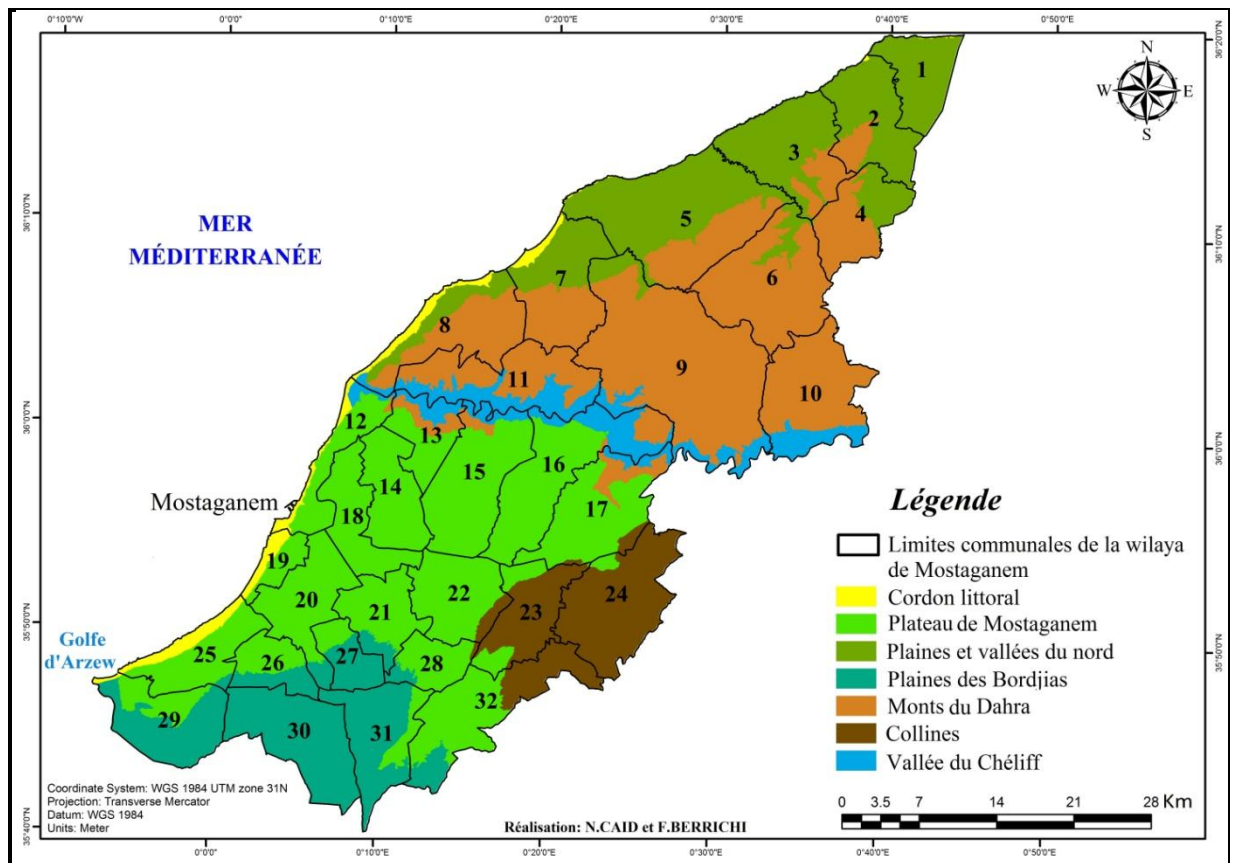 0°10'0"W
0°0'0"
0°10'0"E
0°20'0"E
0°30'0"E
0°40'0"E
0°50'0"E
36°20'0"N
36°10'0"N
36°0'0"N
35°50'0"N
35°40'0"N
36°20'0"N
36°10'0"N
36°0'0"N
35°50'0"N
N
W
E
S
MER
MÉDITERRANÉE
1
2
3
4
5
6
7
8
9
10
11
12
13
14
15
16
17
18
Mostaganem
19
20
21
22
23
24
Golfe
d'Arzew
25
26
27
28
29
30
31
32
Légende
Limites communales de la wilaya
de Mostaganem
Cordon littoral
Plateau de Mostaganem
Plaines et vallées du nord
Plaines des Bordjias
Monts du Dahra
Collines
Vallée du Chéliff
0 3.5 7 14 21 28 Km
Coordinate System: WGS 1984 UTM zone 31N
Projection: Transverse Mercator
Datum: WGS 1984
Units: Meter
Réalisation: N.CAID et F.BERRICHI
0°0'0"
0°10'0"E
0°20'0"E
0°30'0"E
0°40'0"E
0°50'0"E